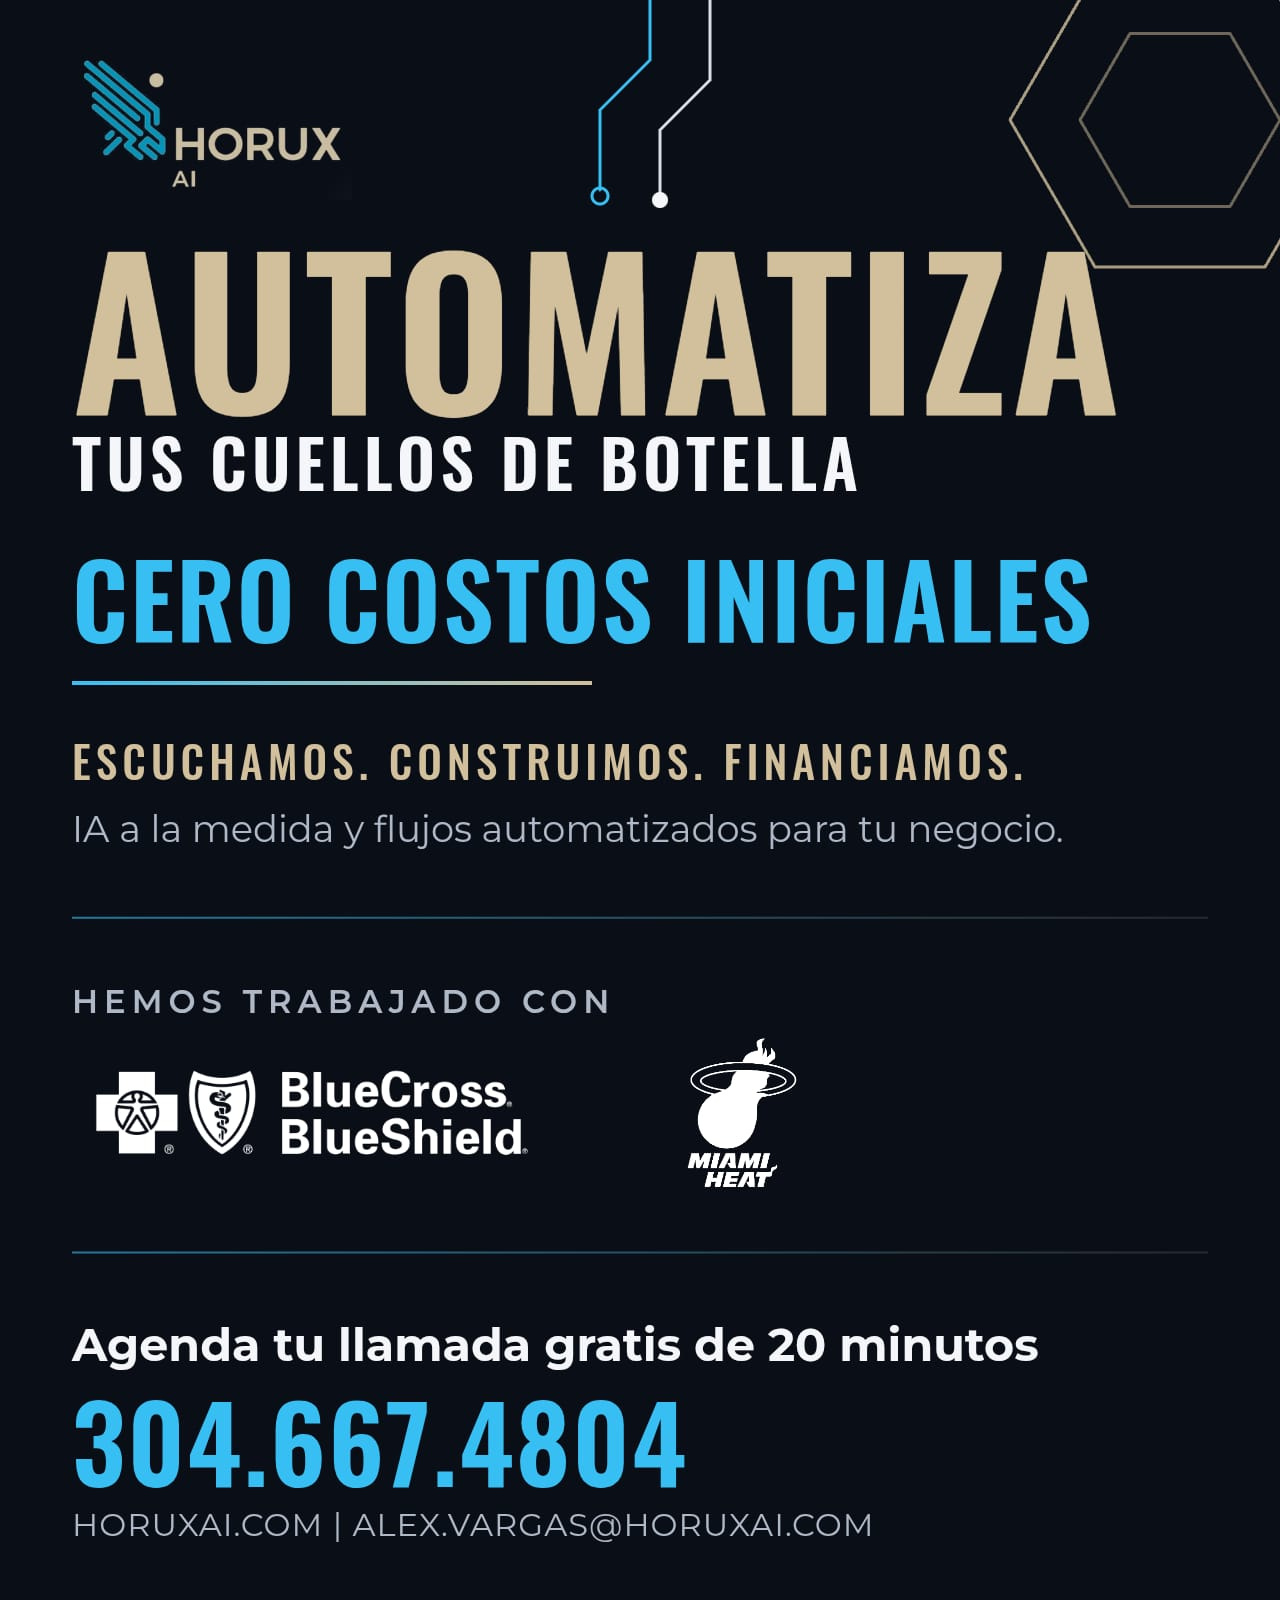 HORUX
AI
AUTOMATIZA
TUS CUELLOS DE BOTELLA
CERO COSTOS INICIALES
ESCUCHAMOS. CONSTRUIMOS. FINANCIAMOS.
IA a la medida y flujos automatizados para tu negocio.
HEMOS TRABAJADO CON
® ® BlueCross®
BlueShield®
MIAMI
HEAT
Agenda tu llamada gratis de 20 minutos
304.667.4804
HORUXAI.COM | ALEX.VARGAS@HORUXAI.COM